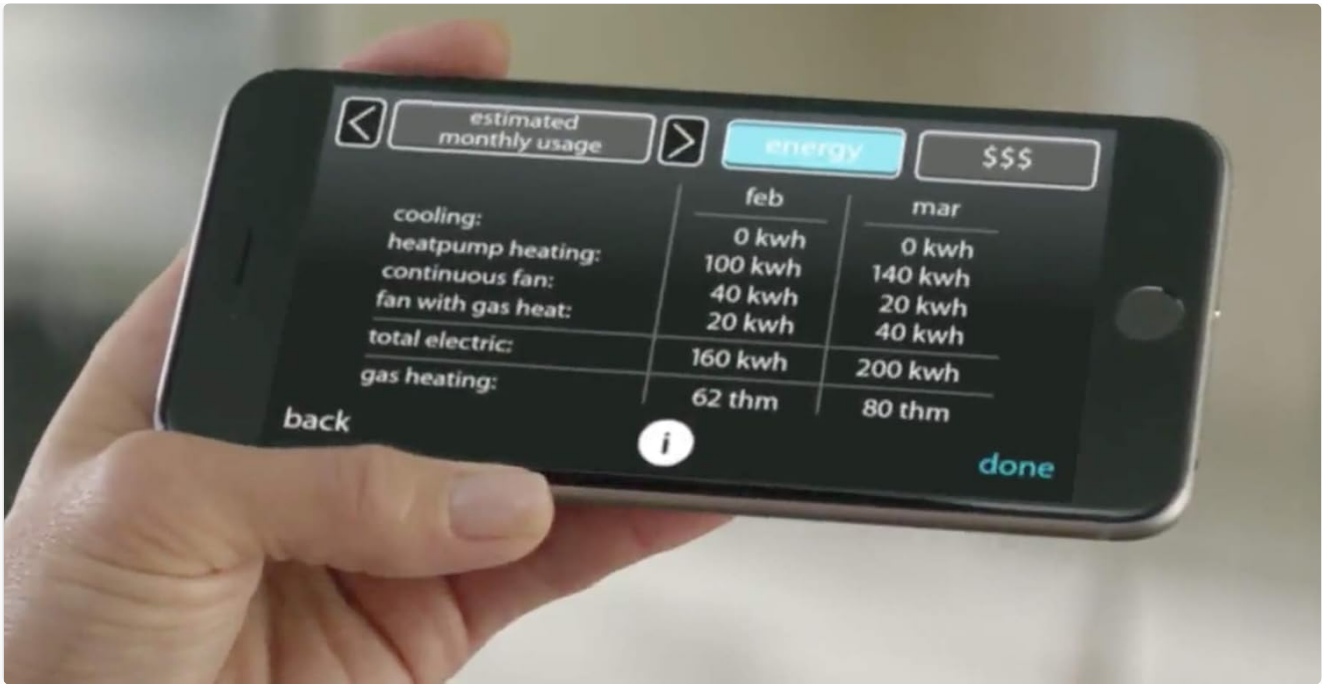 <
estimated
monthly usage
>
energy
$$$
feb mar
cooling: 0 kwh 0 kwh
heatpump heating: 100 kwh 140 kwh
continuous fan: 40 kwh 20 kwh
fan with gas heat: 20 kwh 40 kwh
total electric: 160 kwh 200 kwh
gas heating: 62 thm 80 thm
back
i
done